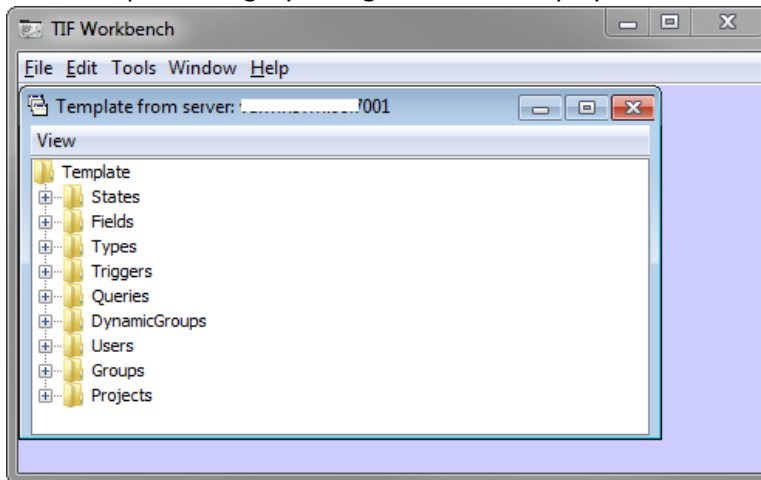 TIF Workbench
File Edit Tools Window Help
Template from server: 7001
View
Template
States
Fields
Types
Triggers
Queries
DynamicGroups
Users
Groups
Projects